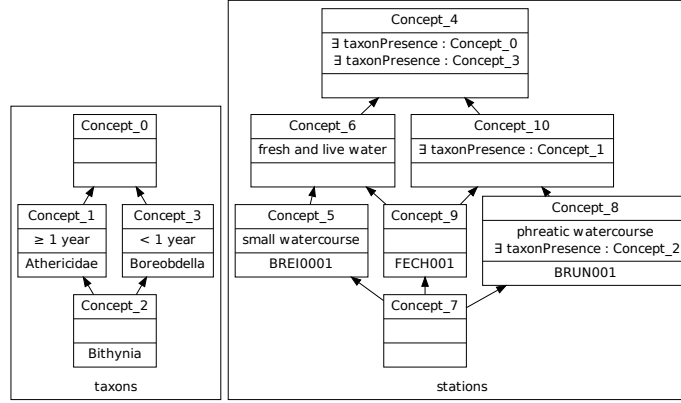 Concept_4
∃ taxonPresence : Concept_0
∃ taxonPresence : Concept_3
Concept_0
Concept_6
fresh and live water
Concept_10
∃ taxonPresence : Concept_1
Concept_1
≥ 1 year
Athericidae
Concept_3
< 1 year
Boreobdella
Concept_5
small watercourse
BREI0001
Concept_9
FECH001
Concept_8
phreatic watercourse
∃ taxonPresence : Concept_2
BRUN001
Concept_2
Bithynia
Concept_7
taxons
stations